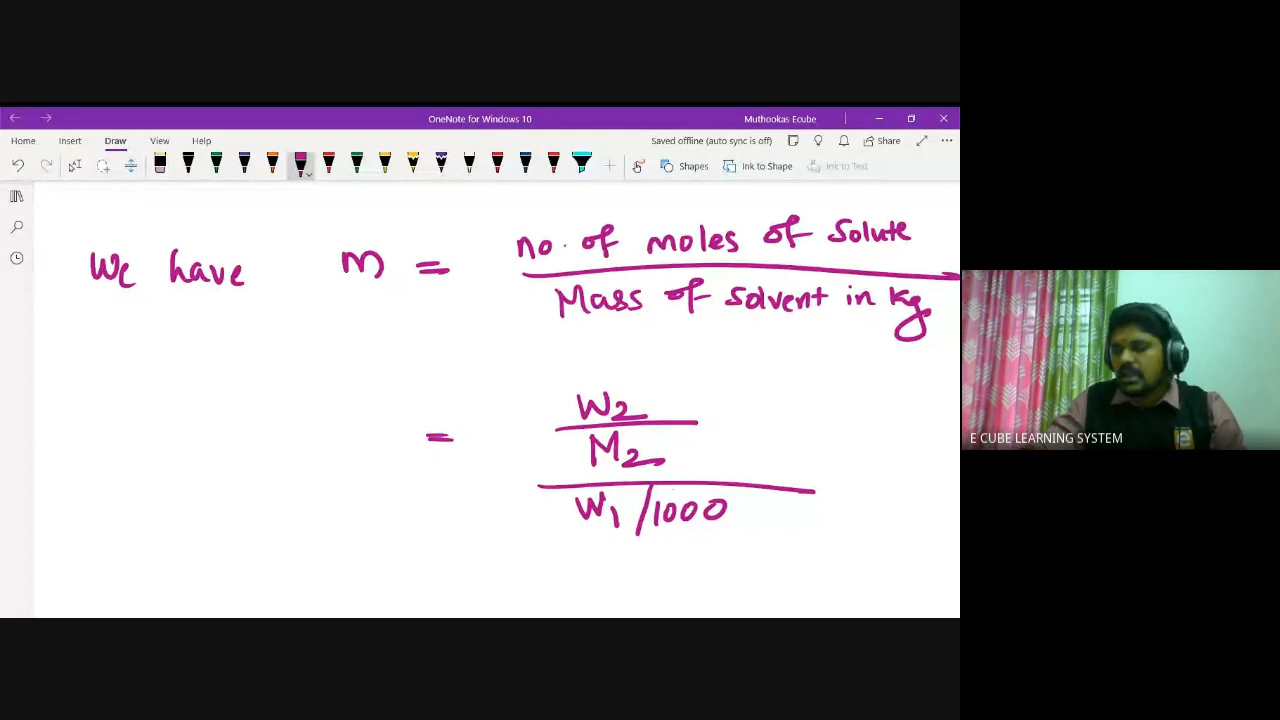 OneNote for Windows 10
Muthookas Ecube
Home Insert Draw View Help
Saved offline (auto sync is off)
Share
Shapes
Ink to Shape
Ink to Text
We have m = no. of moles of solute
Mass of solvent in kg
= W2
M2
W1/1000
E CUBE LEARNING SYSTEM